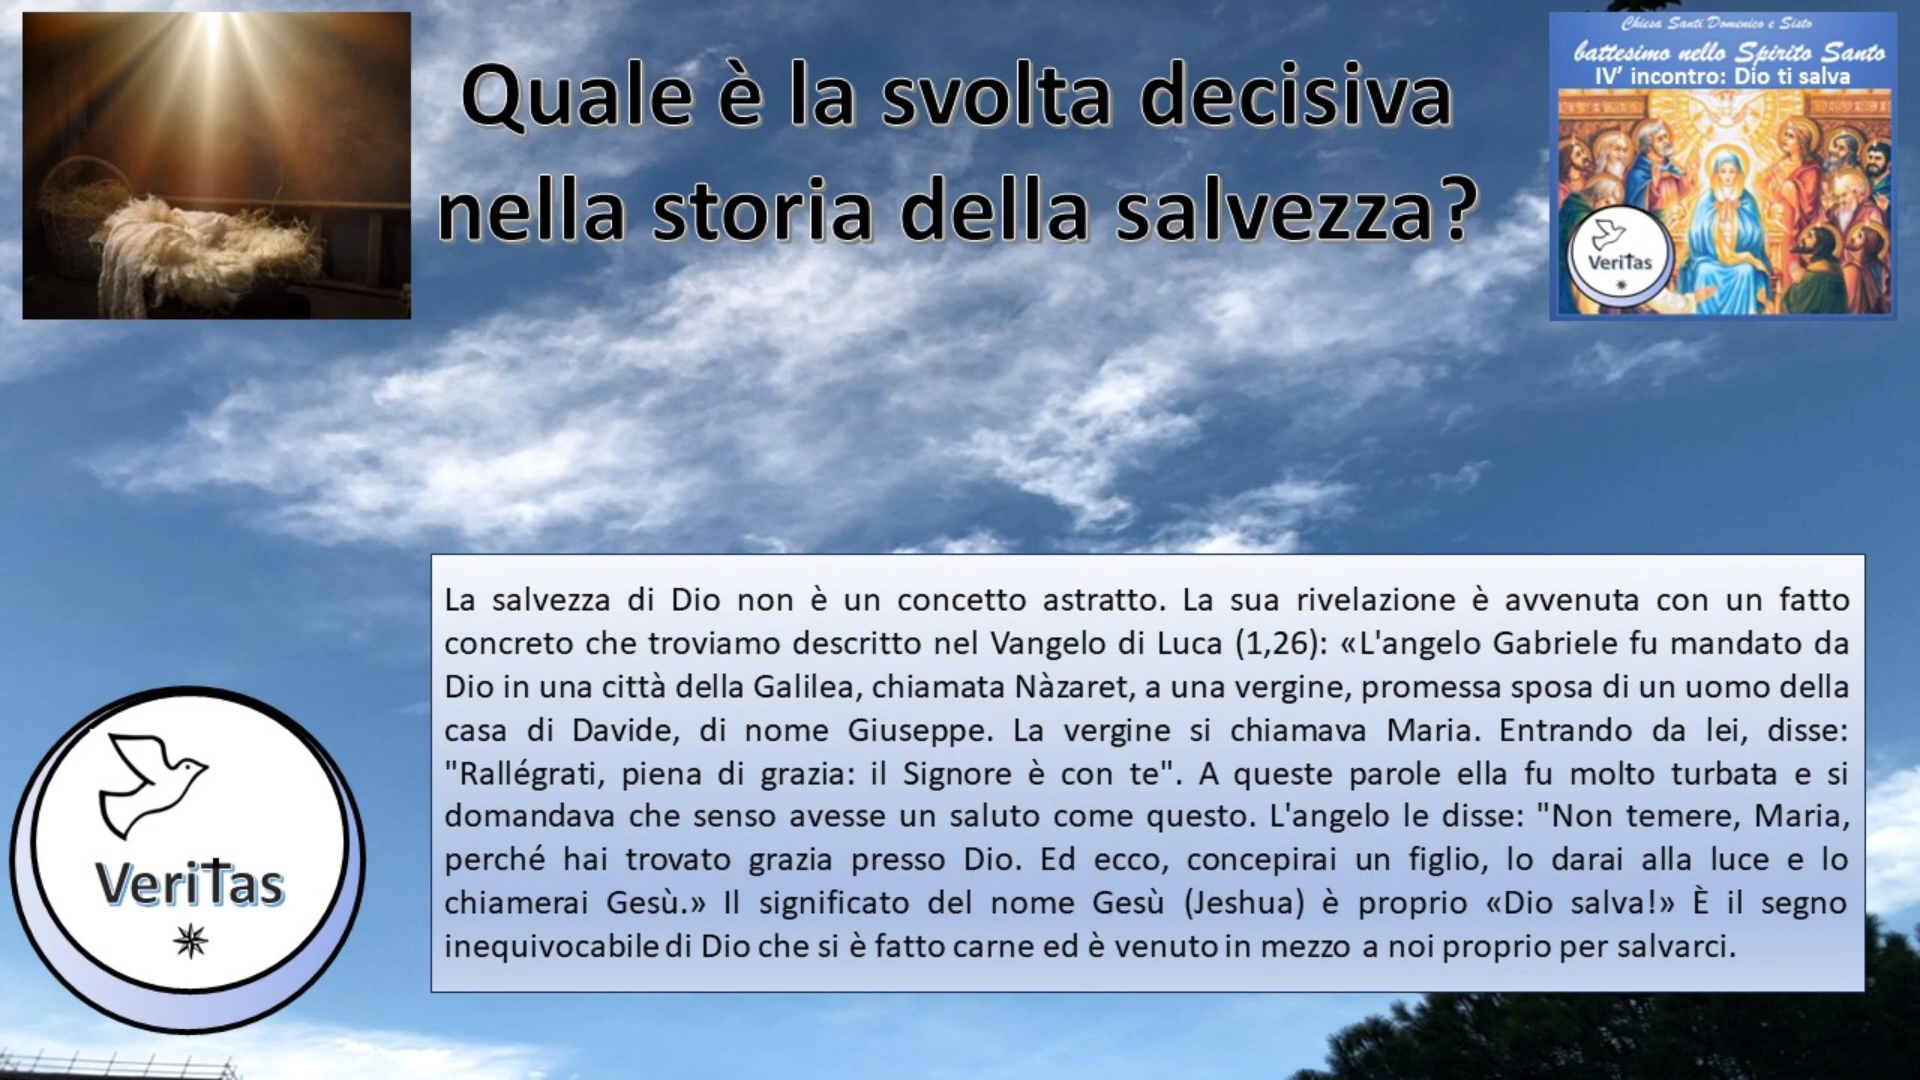 Quale è la svolta decisiva
nella storia della salvezza?
Chiesa Santi Domenico e Sisto
battesimo nello Spirito Santo
IV' incontro: Dio ti salva
VeriTas
La salvezza di Dio non è un concetto astratto. La sua rivelazione è avvenuta con un fatto
concreto che troviamo descritto nel Vangelo di Luca (1,26): «L'angelo Gabriele fu mandato da
Dio in una città della Galilea, chiamata Nàzaret, a una vergine, promessa sposa di un uomo della
casa di Davide, di nome Giuseppe. La vergine si chiamava Maria. Entrando da lei, disse:
"Rallégrati, piena di grazia: il Signore è con te". A queste parole ella fu molto turbata e si
domandava che senso avesse un saluto come questo. L'angelo le disse: "Non temere, Maria,
perché hai trovato grazia presso Dio. Ed ecco, concepirai un figlio, lo darai alla luce e lo
chiamerai Gesù.» Il significato del nome Gesù (Jeshua) è proprio «Dio salva!» È il segno
inequivocabile di Dio che si è fatto carne ed è venuto in mezzo a noi proprio per salvarci.
VeriTas